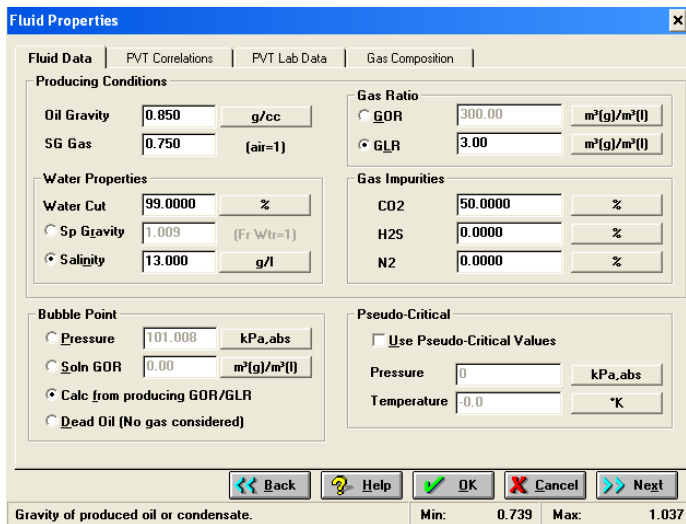 Fluid Properties
Fluid Data PVT Correlations PVT Lab Data Gas Composition
Producing Conditions
Oil Gravity 0.850 g/cc
SG Gas 0.750 (air=1)
Gas Ratio
GOR 300.00 m³(g)/m³(l)
GLR 3.00 m³(g)/m³(l)
Water Properties
Water Cut 99.0000 %
Sp Gravity 1.009 (Fr Wtr=1)
Salinity 13.000 g/l
Gas Impurities
CO2 50.0000 %
H2S 0.0000 %
N2 0.0000 %
Bubble Point
Pressure 101.008 kPa,abs
Soln GOR 0.00 m³(g)/m³(l)
Calc from producing GOR/GLR
Dead Oil (No gas considered)
Pseudo-Critical
Use Pseudo-Critical Values
Pressure 0 kPa,abs
Temperature -0.0 °K
Back Help OK Cancel Next
Gravity of produced oil or condensate. Min: 0.739 Max: 1.037